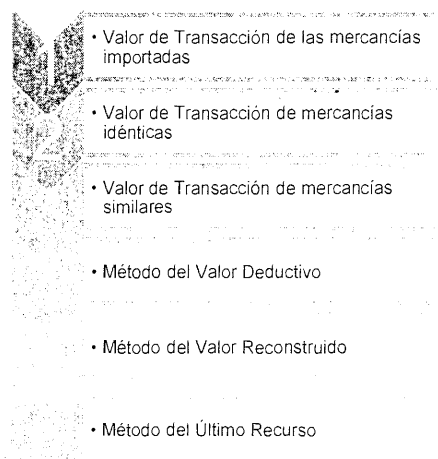 • Valor de Transacción de las mercancías
importadas
• Valor de Transacción de mercancías
idénticas
• Valor de Transacción de mercancías
similares
• Método del Valor Deductivo
• Método del Valor Reconstruido
• Método del Último Recurso